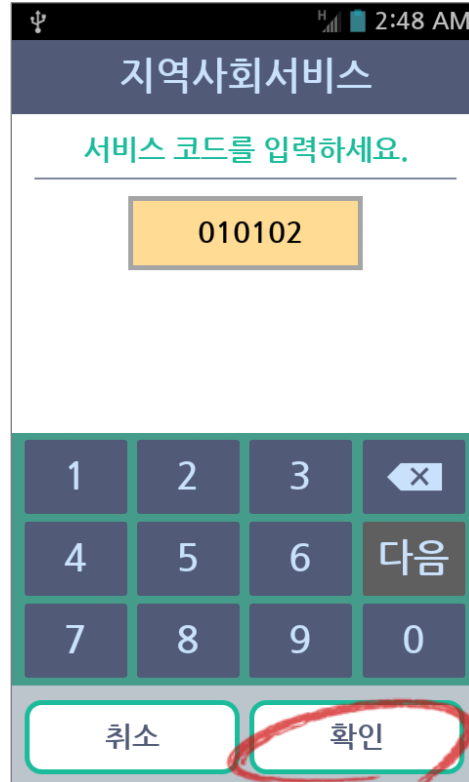 H 2:48 AM
지역사회서비스
서비스 코드를 입력하세요.
010102
1 2 3
4 5 6 다음
7 8 9 0
취소 확인